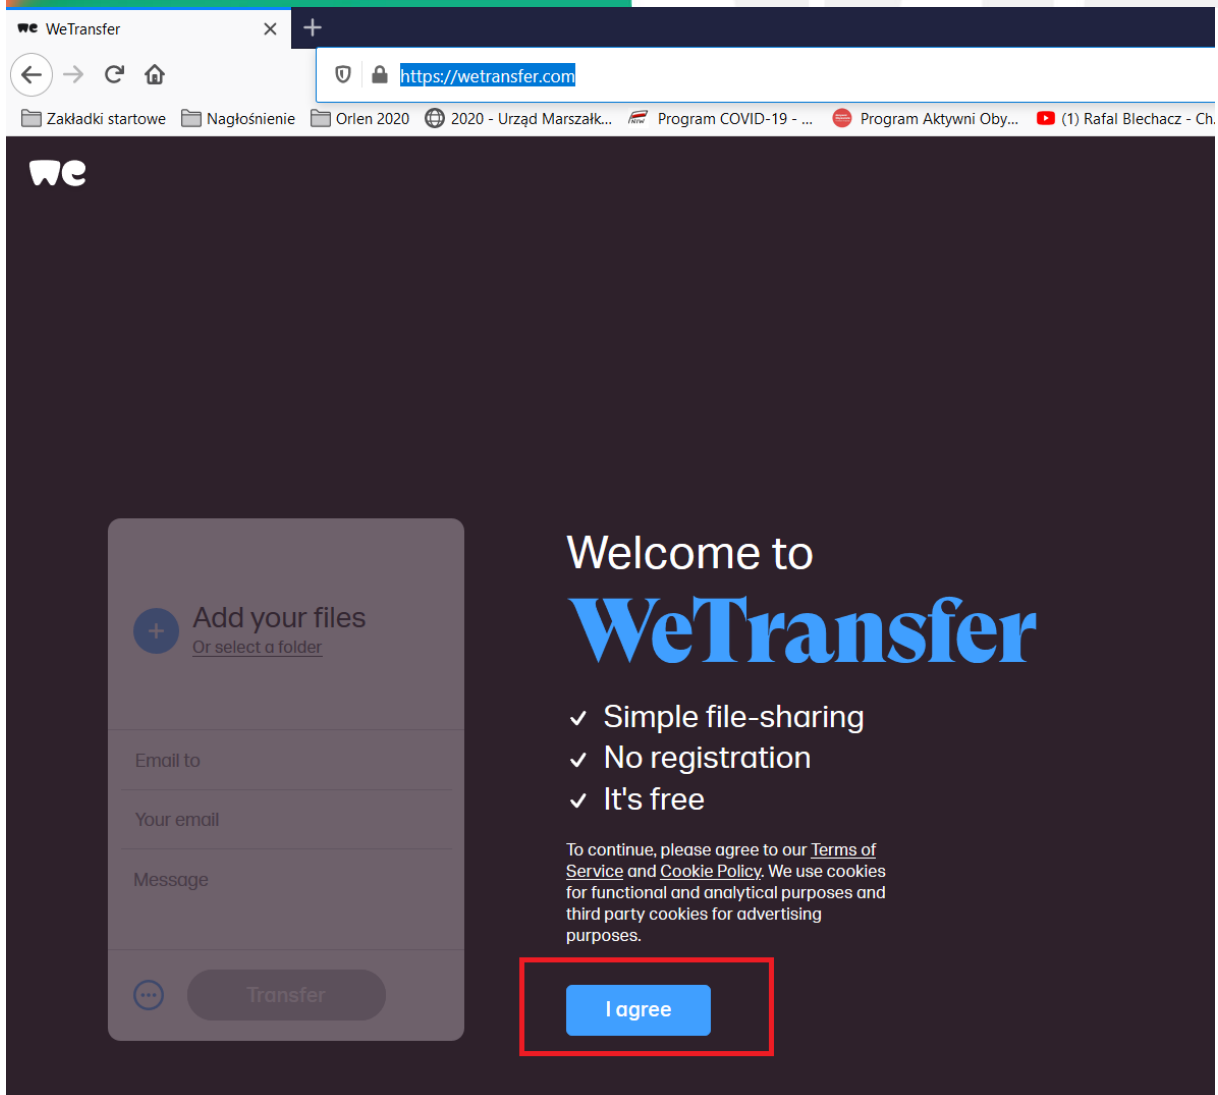 we WeTransfer
https://wetransfer.com
Zakładki startowe Nagłośnienie Orlen 2020 2020 - Urząd Marszałk... Program COVID-19 - ... Program Aktywni Oby... (1) Rafal Blechacz - Ch.
we
Add your files
Or select a folder
Email to
Your email
Message
Transfer
Welcome to
WeTransfer
Simple file-sharing
No registration
It's free
To continue, please agree to our Terms of
Service and Cookie Policy. We use cookies
for functional and analytical purposes and
third party cookies for advertising
purposes.
I agree